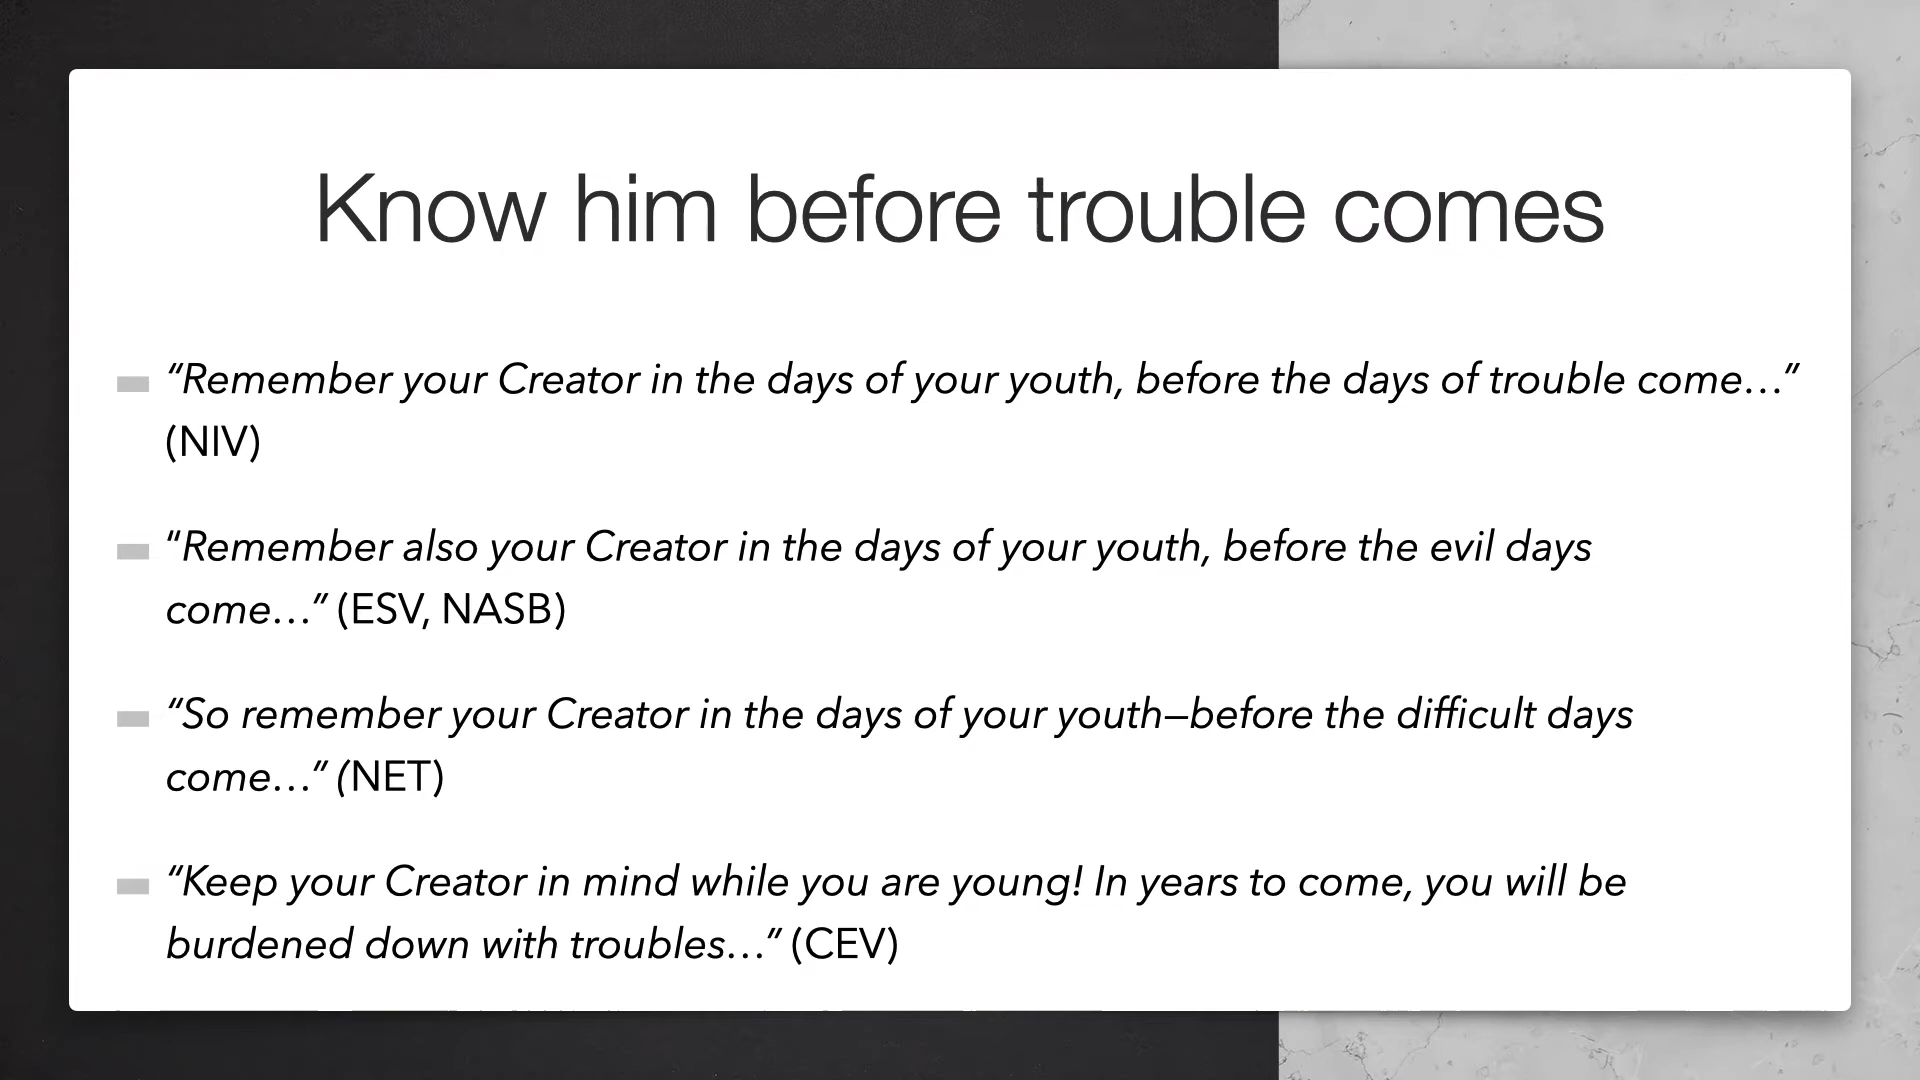 Know him before trouble comes
“Remember your Creator in the days of your youth, before the days of trouble come…”
(NIV)
“Remember also your Creator in the days of your youth, before the evil days
come…” (ESV, NASB)
“So remember your Creator in the days of your youth—before the difficult days
come…” (NET)
“Keep your Creator in mind while you are young! In years to come, you will be
burdened down with troubles…” (CEV)